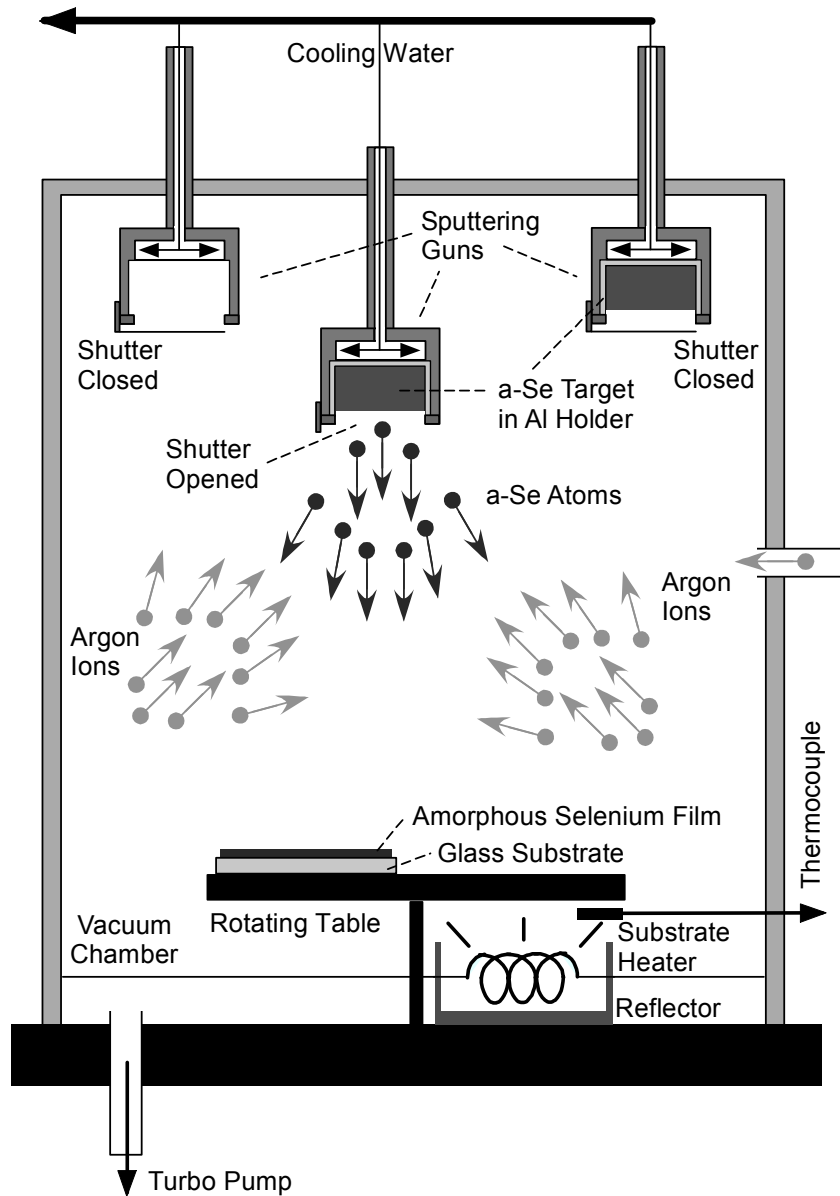 Cooling Water
Sputtering
Guns
Shutter
Closed
Shutter
Closed
a-Se Target
in Al Holder
Shutter
Opened
a-Se Atoms
Argon
Ions
Argon
Ions
Thermocouple
Amorphous Selenium Film
Glass Substrate
Rotating Table
Vacuum
Chamber
Substrate
Heater
Reflector
Turbo Pump